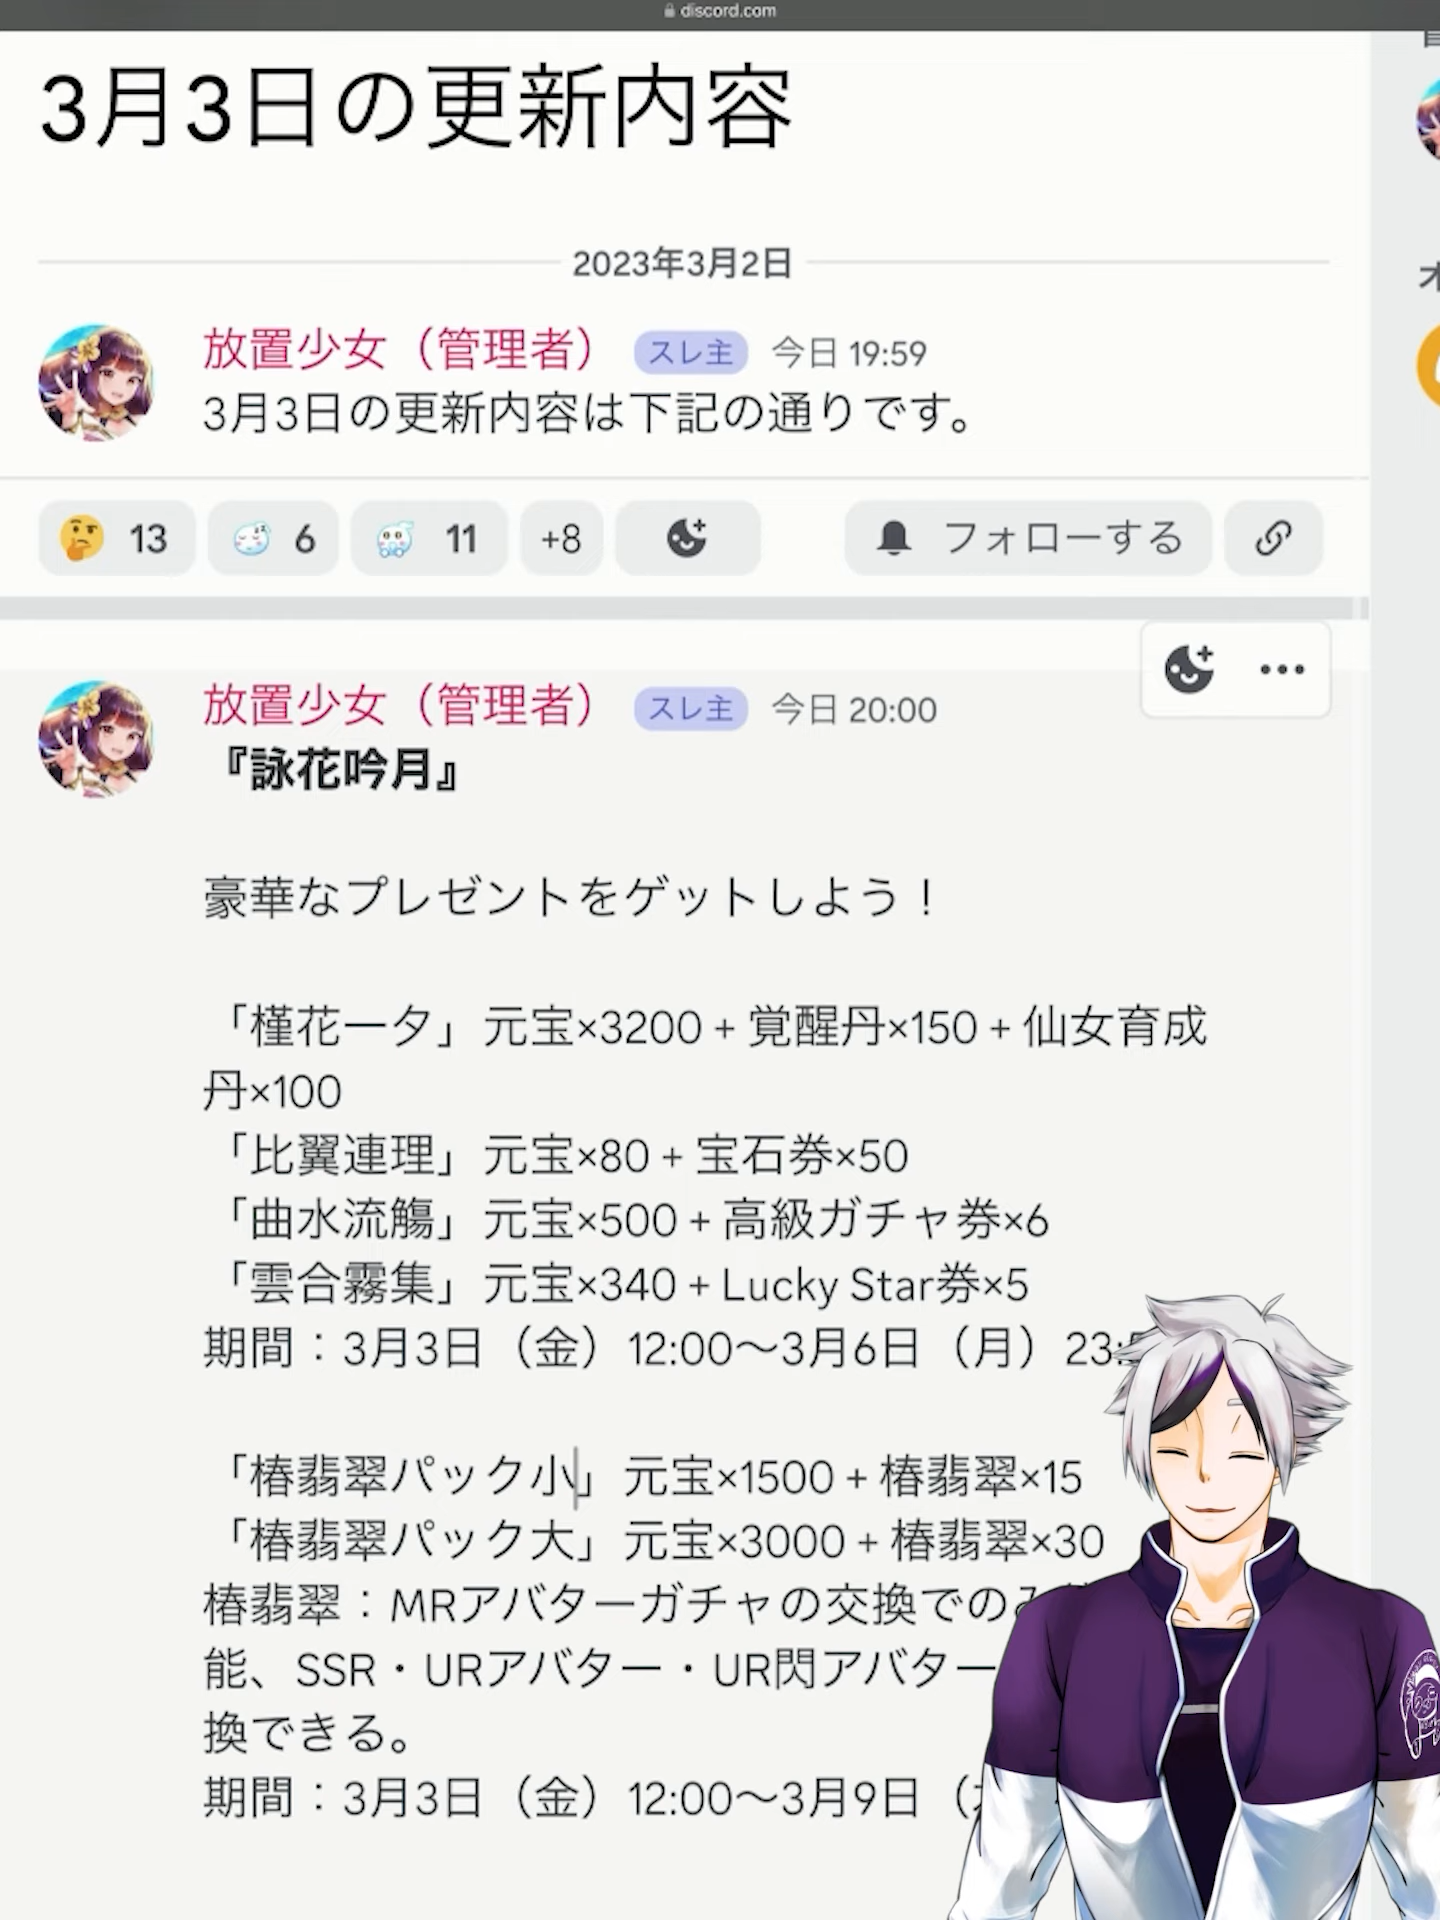 discord.com
3月3日の更新内容
2023年3月2日
放置少女（管理者） スレ主 今日 19:59
3月3日の更新内容は下記の通りです。
13 6 11 +8 フォローする
放置少女（管理者） スレ主 今日 20:00
『詠花吟月』
豪華なプレゼントをゲットしよう！
「槿花一夕」元宝×3200 + 覚醒丹×150 + 仙女育成
丹×100
「比翼連理」元宝×80 + 宝石券×50
「曲水流觴」元宝×500 + 高級ガチャ券×6
「雲合霧集」元宝×340 + Lucky Star券×5
期間：3月3日（金）12:00〜3月6日（月）23:
「椿翡翠パック小」元宝×1500 + 椿翡翠×15
「椿翡翠パック大」元宝×3000 + 椿翡翠×30
椿翡翠：MRアバターガチャの交換でのみ
能、SSR・URアバター・UR閃アバター
換できる。
期間：3月3日（金）12:00〜3月9日（